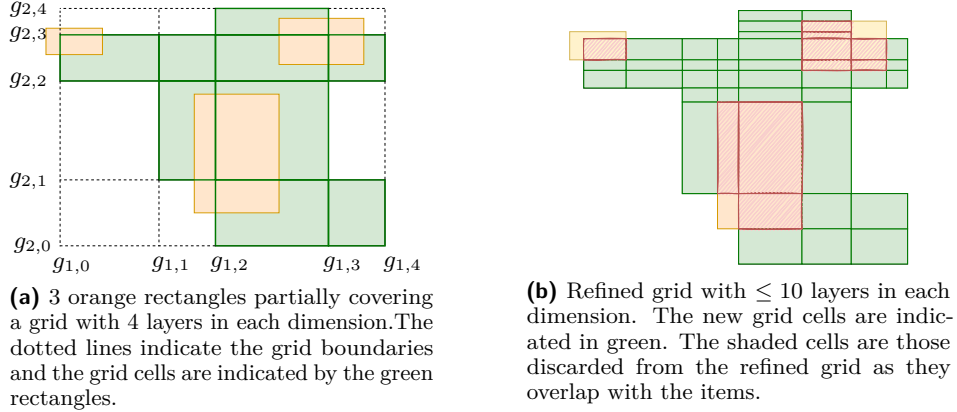 g2,4
g2,3
g2,2
g2,1
g2,0
g1,0 g1,1 g1,2 g1,3 g1,4
(a) 3 orange rectangles partially covering
a grid with 4 layers in each dimension.The
dotted lines indicate the grid boundaries
and the grid cells are indicated by the green
rectangles.
(b) Refined grid with ≤ 10 layers in each
dimension. The new grid cells are indic-
ated in green. The shaded cells are those
discarded from the refined grid as they
overlap with the items.